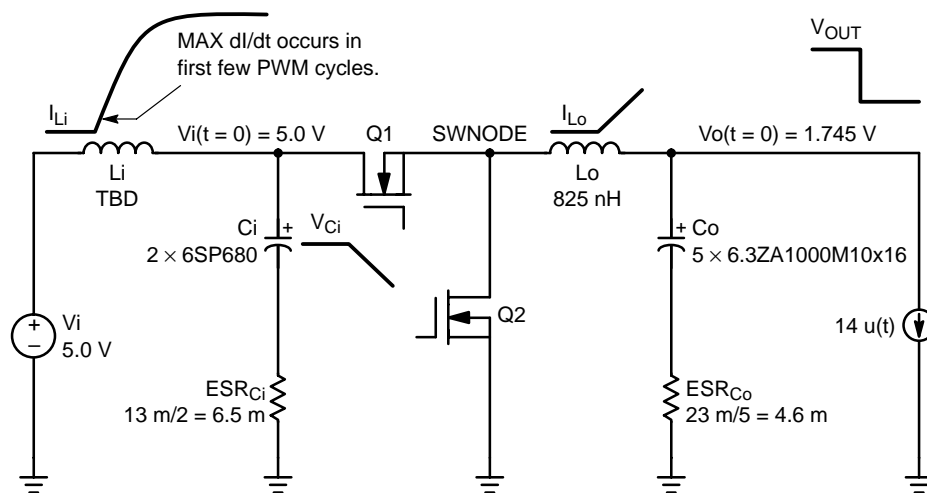 MAX dI/dt occurs in
first few PWM cycles.
V_OUT
I_Li
Vi(t = 0) = 5.0 V
Q1
SWNODE
I_Lo
Vo(t = 0) = 1.745 V
Li
TBD
Lo
825 nH
Ci
+
2 × 6SP680
V_Ci
+
Co
5 × 6.3ZA1000M10x16
Q2
+
−
Vi
5.0 V
14 u(t)
ESR_Ci
13 m/2 = 6.5 m
ESR_Co
23 m/5 = 4.6 m